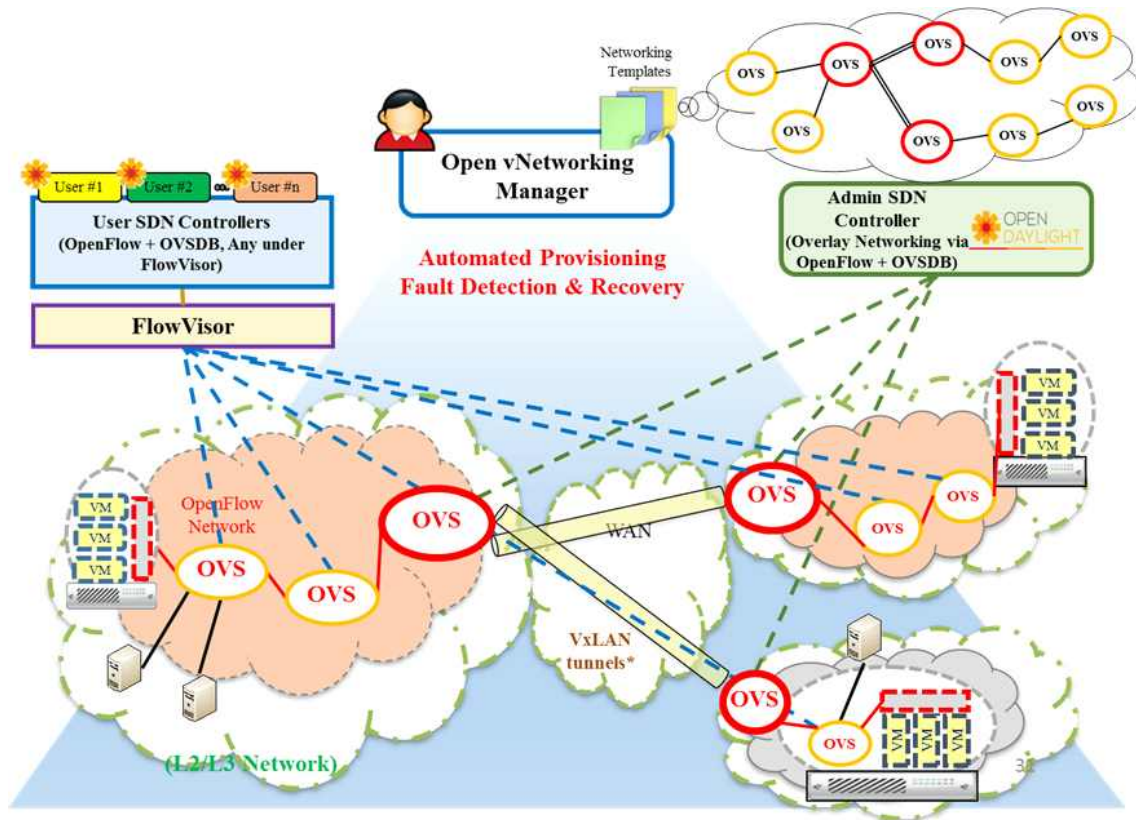 Networking
Templates
OVS
OVS
OVS
OVS
OVS
OVS
OVS
OVS
OVS
Open vNetworking
Manager
User #1
User #2
User #n
User SDN Controllers
(OpenFlow + OVSDB, Any under
FlowVisor)
FlowVisor
Admin SDN
Controller
(Overlay Networking via
OpenFlow + OVSDB)
OPEN
DAYLIGHT
Automated Provisioning
Fault Detection & Recovery
VM
VM
VM
OpenFlow
Network
OVS
OVS
OVS
WAN
VxLAN
tunnels*
OVS
OVS
OVS
VM
VM
VM
OVS
OVS
VM
VM
VM
(L2/L3 Network)